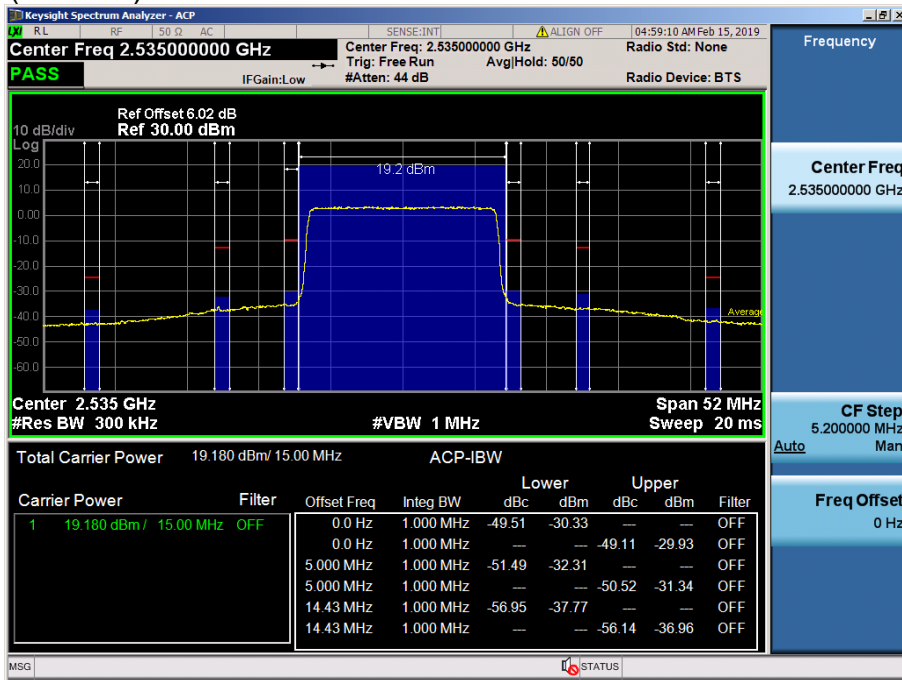 Keysight Spectrum Analyzer - ACP
LXI RL RF 50 Ω AC SENSE:INT ALIGN OFF 04:59:10 AM Feb 15, 2019
Center Freq 2.535000000 GHz
Center Freq: 2.535000000 GHz
Radio Std: None
Trig: Free Run Avg|Hold: 50/50
PASS
IFGain:Low
#Atten: 44 dB
Radio Device: BTS
Ref Offset 6.02 dB
10 dB/div Ref 30.00 dBm
Log
20.0
10.0
0.00
-10.0
-20.0
-30.0
-40.0
-50.0
-60.0
19.2 dBm
Average
Center 2.535 GHz Span 52 MHz
#Res BW 300 kHz #VBW 1 MHz Sweep 20 ms
Total Carrier Power 19.180 dBm/ 15.00 MHz ACP-IBW
Lower Upper
Carrier Power Filter Offset Freq Integ BW dBc dBm dBc dBm Filter
1 19.180 dBm / 15.00 MHz OFF 0.0 Hz 1.000 MHz -49.51 -30.33 --- --- OFF
0.0 Hz 1.000 MHz --- --- -49.11 -29.93 OFF
5.000 MHz 1.000 MHz -51.49 -32.31 --- --- OFF
5.000 MHz 1.000 MHz --- --- -50.52 -31.34 OFF
14.43 MHz 1.000 MHz -56.95 -37.77 --- --- OFF
14.43 MHz 1.000 MHz --- --- -56.14 -36.96 OFF
MSG STATUS
Frequency
Center Freq
2.535000000 GHz
CF Step
5.200000 MHz
Auto Man
Freq Offset
0 Hz